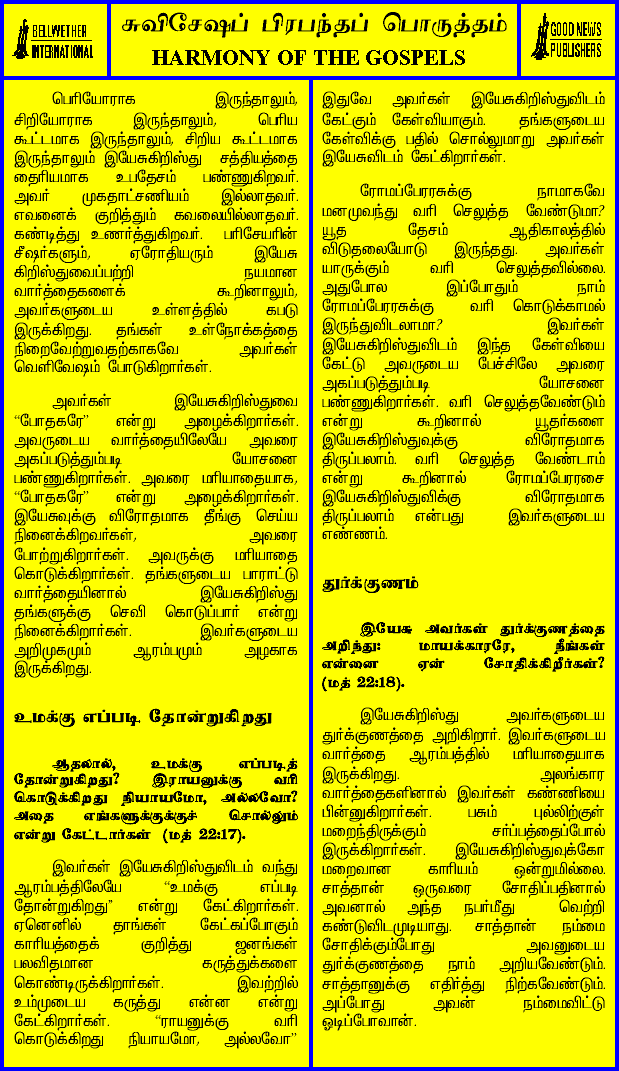 BELLWETHER
INTERNATIONAL
சுவிசேஷப் பிரபந்தப் பொருத்தம்
HARMONY OF THE GOSPELS
GOOD NEWS
PUBLISHERS
பெரியோராக இருந்தாலும்,
சிறியோராக இருந்தாலும், பெரிய
கூட்டமாக இருந்தாலும், சிறிய கூட்டமாக
இருந்தாலும் இயேசுகிறிஸ்து சத்தியத்தை
தைரியமாக உபதேசம் பண்ணுகிறவர்.
அவர் முகதாட்சணியம் இல்லாதவர்.
எவனைக் குறித்தும் கவலையில்லாதவர்.
கண்டித்து உணர்த்துகிறவர். பரிசேயரின்
சீஷர்களும், ஏரோதியரும் இயேசு
கிறிஸ்துவைப்பற்றி நயமான
வார்த்தைகளைக் கூறினாலும்,
அவர்களுடைய உள்ளத்தில் கபடு
இருக்கிறது. தங்கள் உள்நோக்கத்தை
நிறைவேற்றுவதற்காகவே அவர்கள்
வெளிவேஷம் போடுகிறார்கள்.
அவர்கள் இயேசுகிறிஸ்துவை
“போதகரே” என்று அழைக்கிறார்கள்.
அவருடைய வார்த்தையிலேயே அவரை
அகப்படுத்தும்படி யோசனை
பண்ணுகிறார்கள். அவரை மரியாதையாக,
“போதகரே” என்று அழைக்கிறார்கள்.
இயேசுவுக்கு விரோதமாக தீங்கு செய்ய
நினைக்கிறவர்கள், அவரை
போற்றுகிறார்கள். அவருக்கு மரியாதை
கொடுக்கிறார்கள். தங்களுடைய பாராட்டு
வார்த்தையினால் இயேசுகிறிஸ்து
தங்களுக்கு செவி கொடுப்பார் என்று
நினைக்கிறார்கள். இவர்களுடைய
அறிமுகமும் ஆரம்பமும் அழகாக
இருக்கிறது.
உமக்கு எப்படி தோன்றுகிறது
ஆதலால், உமக்கு எப்படித்
தோன்றுகிறது? இராயனுக்கு வரி
கொடுக்கிறது நியாயமோ, அல்லவோ?
அதை எங்களுக்குக்குச் சொல்லும்
என்று கேட்டார்கள் (மத் 22:17).
இவர்கள் இயேசுகிறிஸ்துவிடம் வந்து
ஆரம்பத்திலேயே “உமக்கு எப்படி
தோன்றுகிறது” என்று கேட்கிறார்கள்.
ஏனெனில் தாங்கள் கேட்கப்போகும்
காரியத்தைக் குறித்து ஜனங்கள்
பலவிதமான கருத்துக்களை
கொண்டிருக்கிறார்கள். இவற்றில்
உம்முடைய கருத்து என்ன என்று
கேட்கிறார்கள். “ராயனுக்கு வரி
கொடுக்கிறது நியாயமோ, அல்லவோ”
இதுவே அவர்கள் இயேசுகிறிஸ்துவிடம்
கேட்கும் கேள்வியாகும். தங்களுடைய
கேள்விக்கு பதில் சொல்லுமாறு அவர்கள்
இயேசுவிடம் கேட்கிறார்கள்.
ரோமப்பேரரசுக்கு நாமாகவே
மனமுவந்து வரி செலுத்த வேண்டுமா?
யூத தேசம் ஆதிகாலத்தில்
விடுதலையோடு இருந்தது. அவர்கள்
யாருக்கும் வரி செலுத்தவில்லை.
அதுபோல இப்போதும் நாம்
ரோமப்பேரரசுக்கு வரி கொடுக்காமல்
இருந்துவிடலாமா? இவர்கள்
இயேசுகிறிஸ்துவிடம் இந்த கேள்வியை
கேட்டு அவருடைய பேச்சிலே அவரை
அகப்படுத்தும்படி யோசனை
பண்ணுகிறார்கள். வரி செலுத்தவேண்டும்
என்று கூறினால் யூதர்களை
இயேசுகிறிஸ்துவுக்கு விரோதமாக
திருப்பலாம். வரி செலுத்த வேண்டாம்
என்று கூறினால் ரோமப்பேரரசை
இயேசுகிறிஸ்துவிக்கு விரோதமாக
திருப்பலாம் என்பது இவர்களுடைய
எண்ணம்.
துர்க்குணம்
இயேசு அவர்கள் துர்க்குணத்தை
அறிந்து: மாயக்காரரே, நீங்கள்
என்னை ஏன் சோதிக்கிறீர்கள்?
(மத் 22:18).
இயேசுகிறிஸ்து அவர்களுடைய
துர்க்குணத்தை அறிகிறார். இவர்களுடைய
வார்த்தை ஆரம்பத்தில் மரியாதையாக
இருக்கிறது. அலங்கார
வார்த்தைகளினால் இவர்கள் கண்ணியை
பின்னுகிறார்கள். பசும் புல்லிற்குள்
மறைந்திருக்கும் சர்ப்பத்தைப்போல்
இருக்கிறார்கள். இயேசுகிறிஸ்துவுக்கோ
மறைவான காரியம் ஒன்றுமில்லை.
சாத்தான் ஒருவரை சோதிப்பதினால்
அவனால் அந்த நபர்மீது வெற்றி
கண்டுவிடமுடியாது. சாத்தான் நம்மை
சோதிக்கும்போது அவனுடைய
துர்க்குணத்தை நாம் அறியவேண்டும்.
சாத்தானுக்கு எதிர்த்து நிற்கவேண்டும்.
அப்போது அவன் நம்மைவிட்டு
ஓடிப்போவான்.